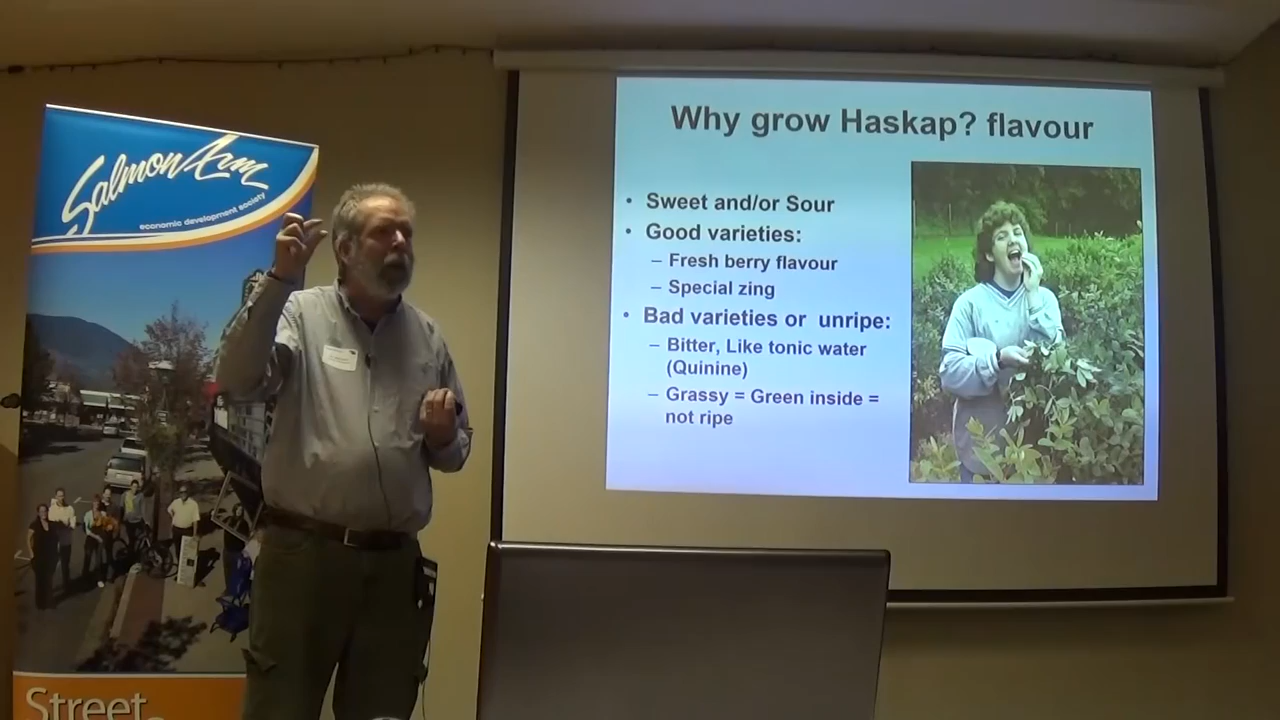 Salmon Arm
economic development society
Street
Why grow Haskap? flavour
• Sweet and/or Sour
• Good varieties:
– Fresh berry flavour
– Special zing
• Bad varieties or unripe:
– Bitter, Like tonic water
(Quinine)
– Grassy = Green inside =
not ripe